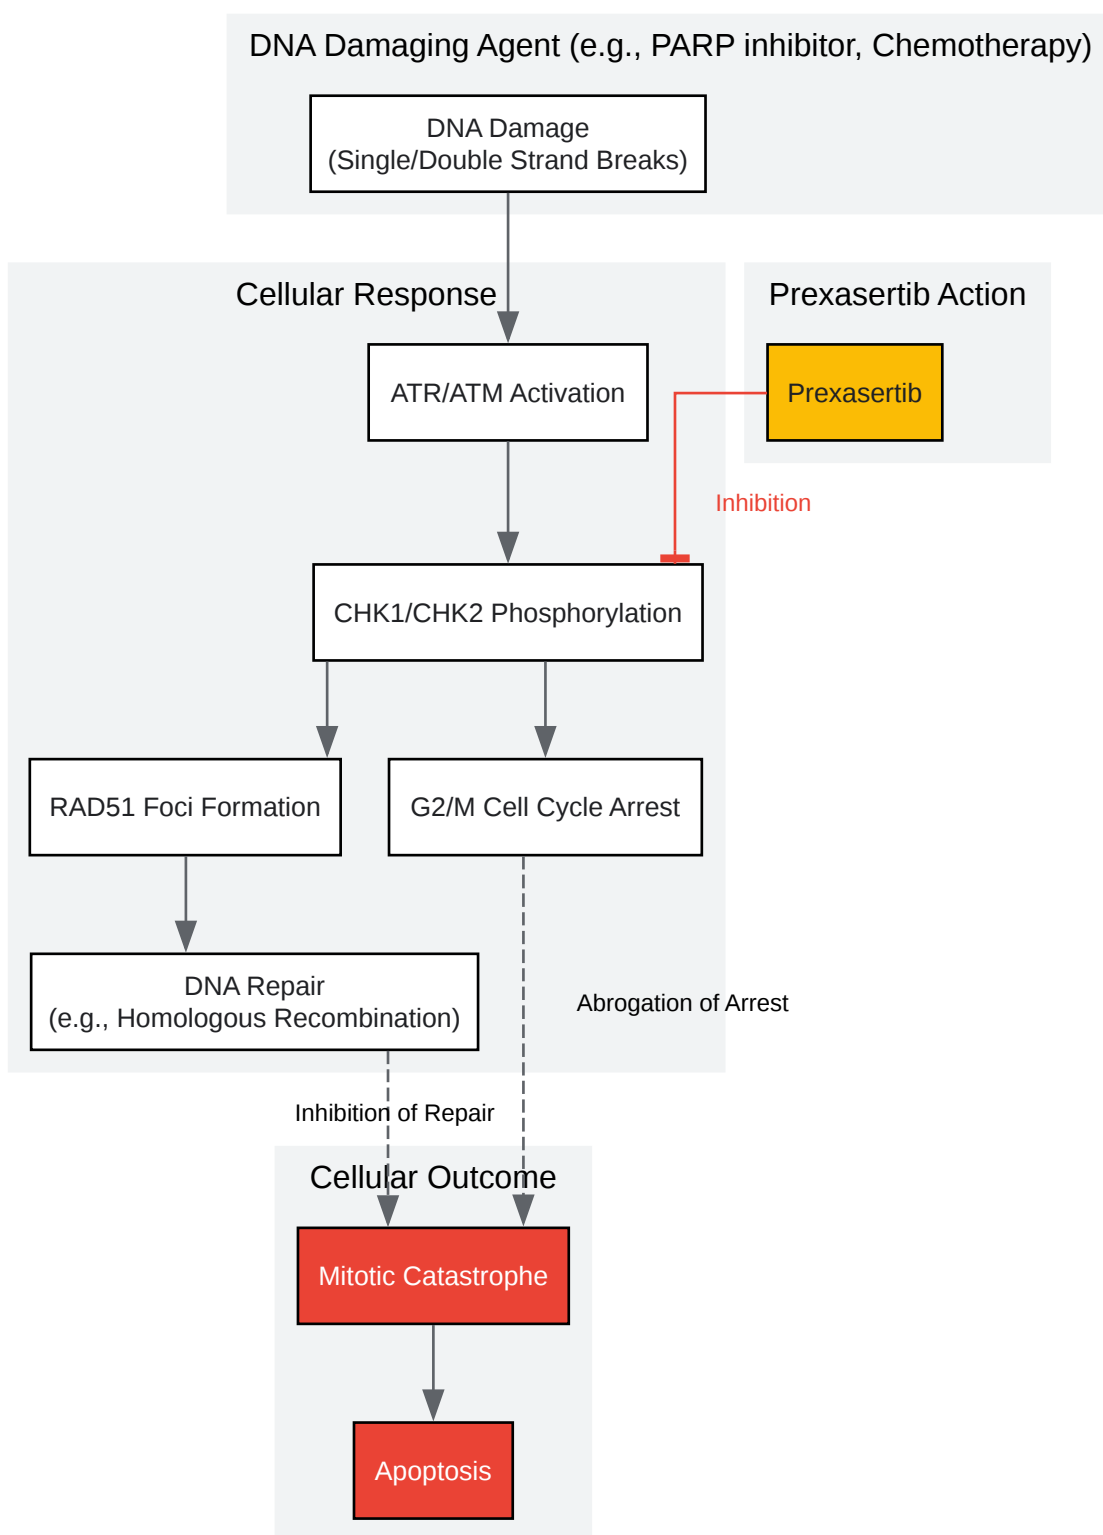 DNA Damaging Agent (e.g., PARP inhibitor, Chemotherapy)
DNA Damage
(Single/Double Strand Breaks)
Cellular Response
Prexasertib Action
ATR/ATM Activation
Prexasertib
Inhibition
CHK1/CHK2 Phosphorylation
RAD51 Foci Formation
G2/M Cell Cycle Arrest
DNA Repair
(e.g., Homologous Recombination)
Abrogation of Arrest
Inhibition of Repair
Cellular Outcome
Mitotic Catastrophe
Apoptosis